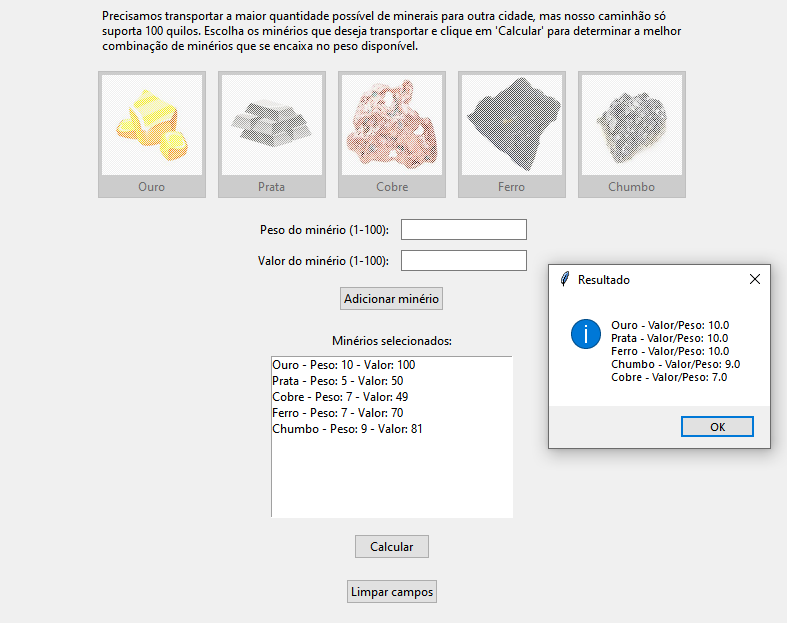 Precisamos transportar a maior quantidade possível de minerais para outra cidade, mas nosso caminhão só
suporta 100 quilos. Escolha os minérios que deseja transportar e clique em 'Calcular' para determinar a melhor
combinação de minérios que se encaixa no peso disponível.
Ouro
Prata
Cobre
Ferro
Chumbo
Peso do minério (1-100):
Valor do minério (1-100):
Adicionar minério
Minérios selecionados:
Ouro - Peso: 10 - Valor: 100
Prata - Peso: 5 - Valor: 50
Cobre - Peso: 7 - Valor: 49
Ferro - Peso: 7 - Valor: 70
Chumbo - Peso: 9 - Valor: 81
Calcular
Limpar campos
Resultado
Ouro - Valor/Peso: 10.0
Prata - Valor/Peso: 10.0
Ferro - Valor/Peso: 10.0
Chumbo - Valor/Peso: 9.0
Cobre - Valor/Peso: 7.0
OK